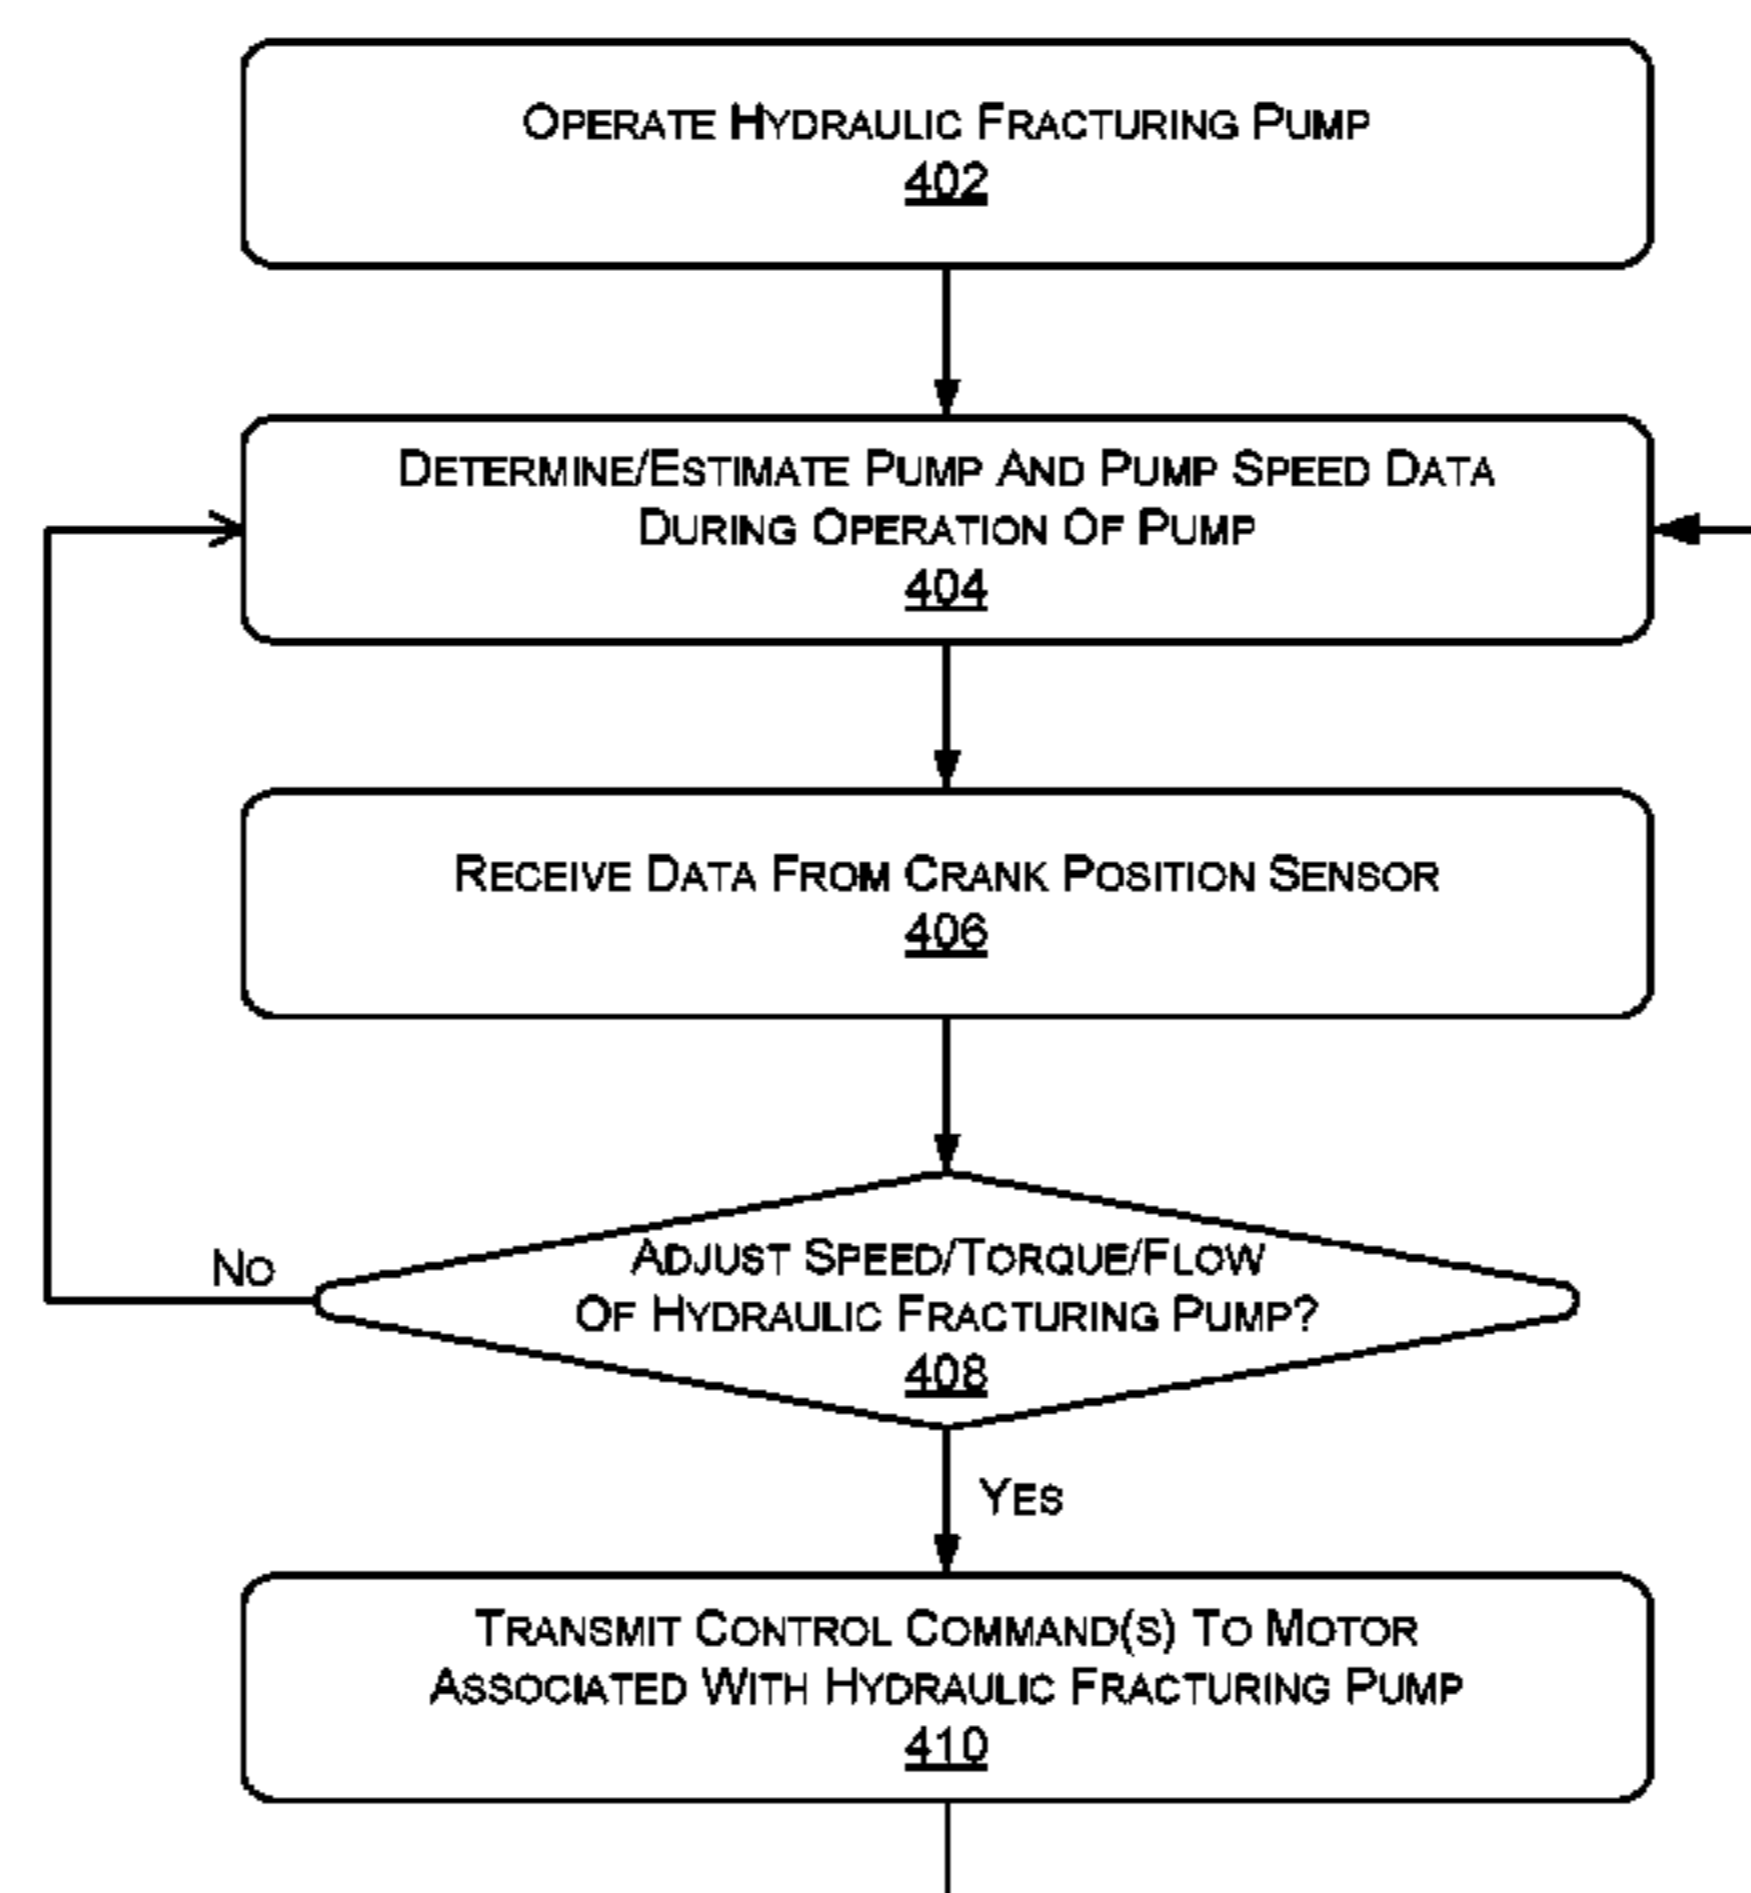 OPERATE HYDRAULIC FRACTURING PUMP
402
DETERMINE/ESTIMATE PUMP AND PUMP SPEED DATA
DURING OPERATION OF PUMP
404
RECEIVE DATA FROM CRANK POSITION SENSOR
406
ADJUST SPEED/TORQUE/FLOW
OF HYDRAULIC FRACTURING PUMP?
408
NO
YES
TRANSMIT CONTROL COMMAND(S) TO MOTOR
ASSOCIATED WITH HYDRAULIC FRACTURING PUMP
410